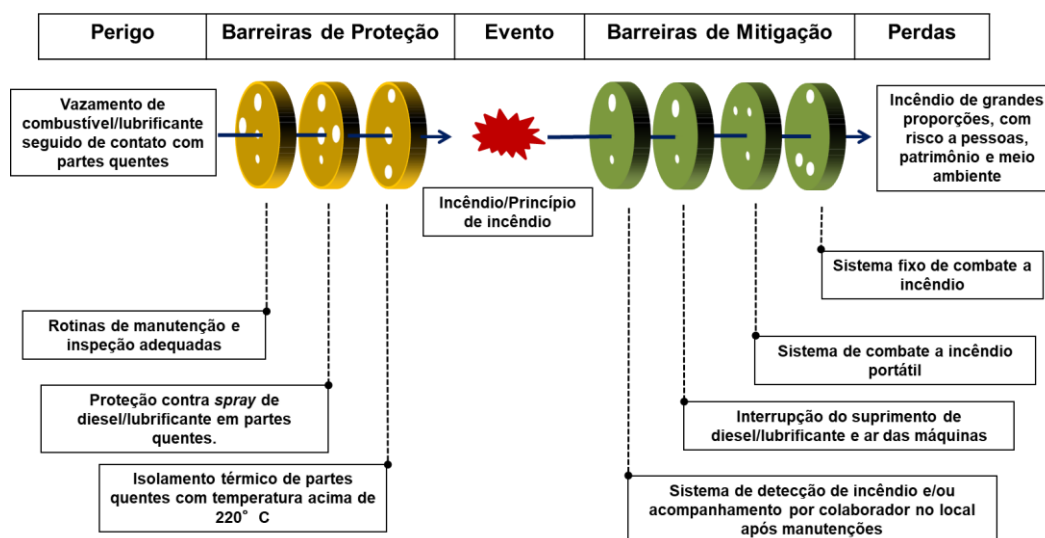 Perigo
Barreiras de Proteção
Evento
Barreiras de Mitigação
Perdas
Vazamento de
combustível/lubrificante
seguido de contato com
partes quentes
Incêndio/Princípio
de incêndio
Incêndio de grandes
proporções, com
risco a pessoas,
patrimônio e meio
ambiente
Rotinas de manutenção e
inspeção adequadas
Proteção contra spray de
diesel/lubrificante em partes
quentes.
Isolamento térmico de partes
quentes com temperatura acima de
220° C
Sistema fixo de combate a
incêndio
Sistema de combate a incêndio
portátil
Interrupção do suprimento de
diesel/lubrificante e ar das máquinas
Sistema de detecção de incêndio e/ou
acompanhamento por colaborador no local
após manutenções